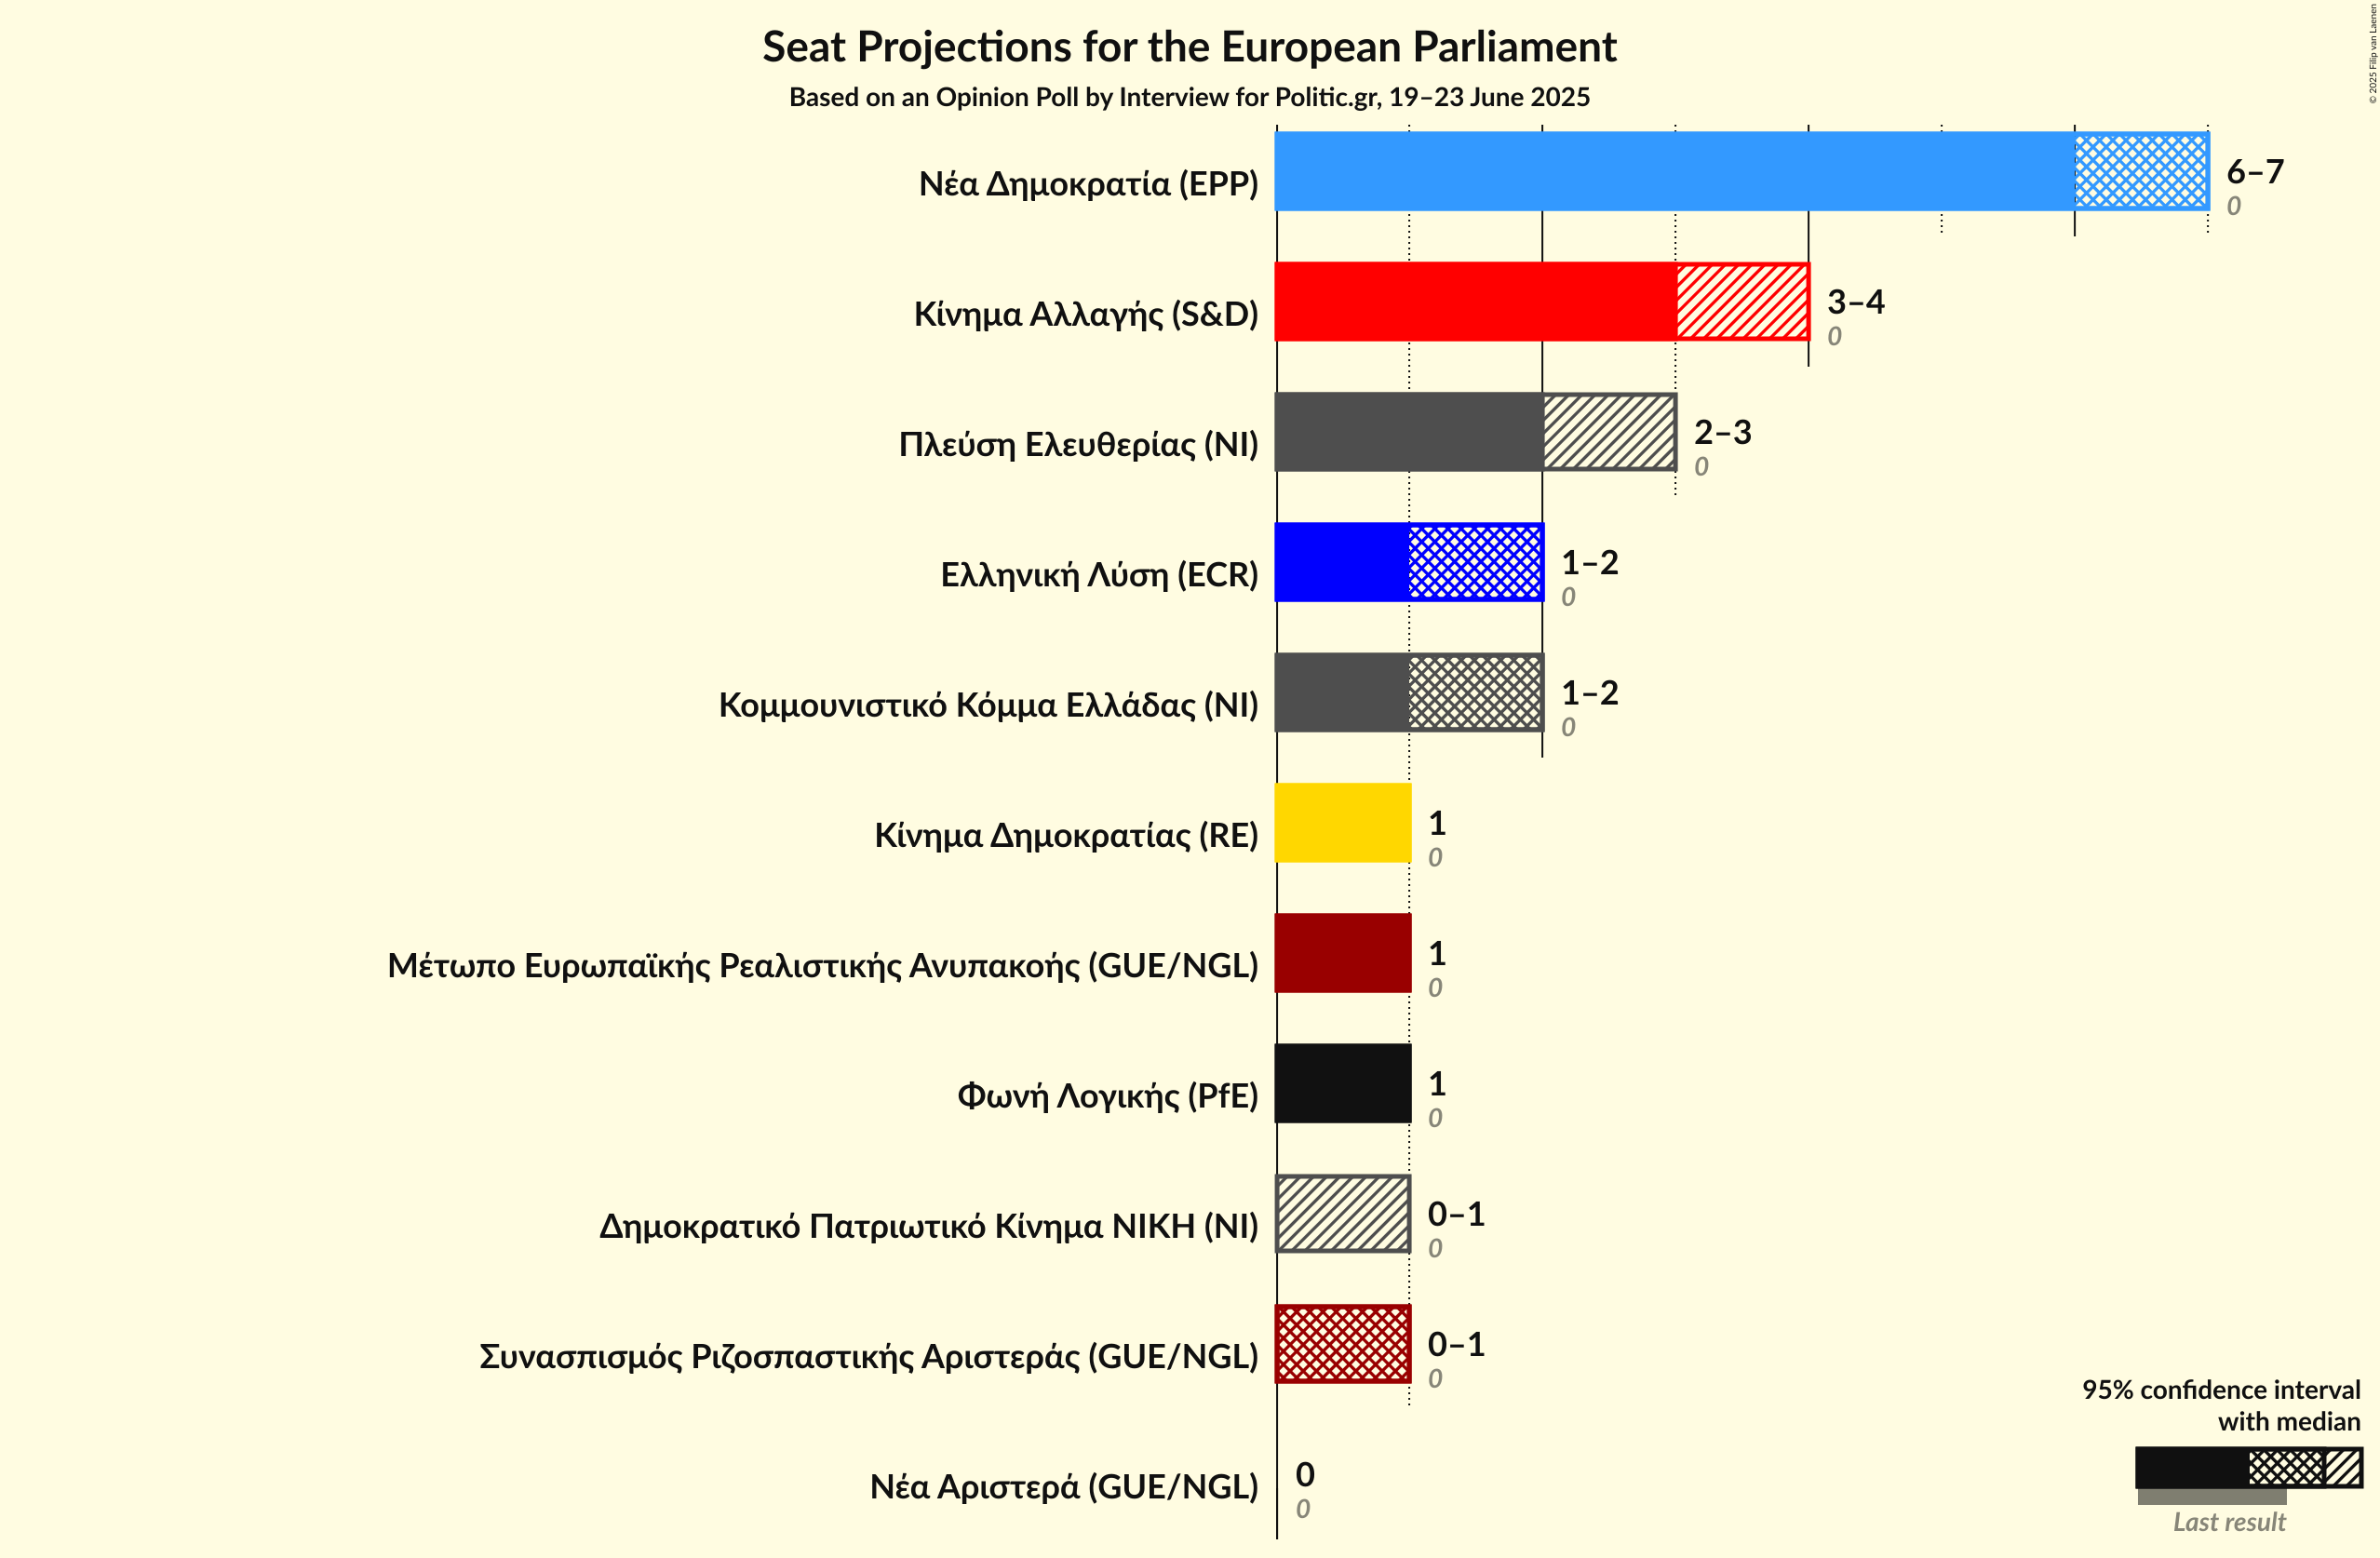 Seat Projections for the European Parliament
Based on an Opinion Poll by Interview for Politic.gr, 19–23 June 2025
© 2025 Filip van Laenen
Νέα Δημοκρατία (EPP)
6–7
0
Κίνημα Αλλαγής (S&D)
3–4
0
Πλεύση Ελευθερίας (NI)
2–3
0
Ελληνική Λύση (ECR)
1–2
0
Κομμουνιστικό Κόμμα Ελλάδας (NI)
1–2
0
Κίνημα Δημοκρατίας (RE)
1
0
Μέτωπο Ευρωπαϊκής Ρεαλιστικής Ανυπακοής (GUE/NGL)
1
0
Φωνή Λογικής (PfE)
1
0
Δημοκρατικό Πατριωτικό Κίνημα ΝΙΚΗ (NI)
0–1
0
Συνασπισμός Ριζοσπαστικής Αριστεράς (GUE/NGL)
0–1
0
Νέα Αριστερά (GUE/NGL)
0
0
95% confidence interval
with median
Last result